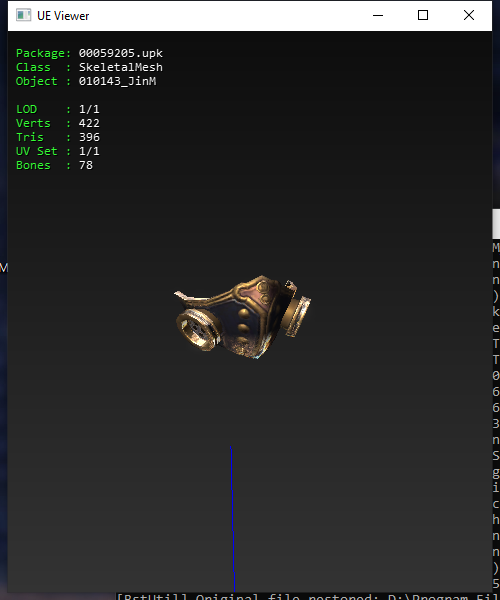 UE Viewer
Package: 00059205.upk
Class  : SkeletalMesh
Object : 010143_JinM
LOD    : 1/1
Verts  : 422
Tris   : 396
UV Set : 1/1
Bones  : 78
M
M
n
n
)
k
e
T
T
0
6
6
3
n
S
g
i
c
h
n
n
)
5
[BstUtil] Original file restored: D:\Program Fil